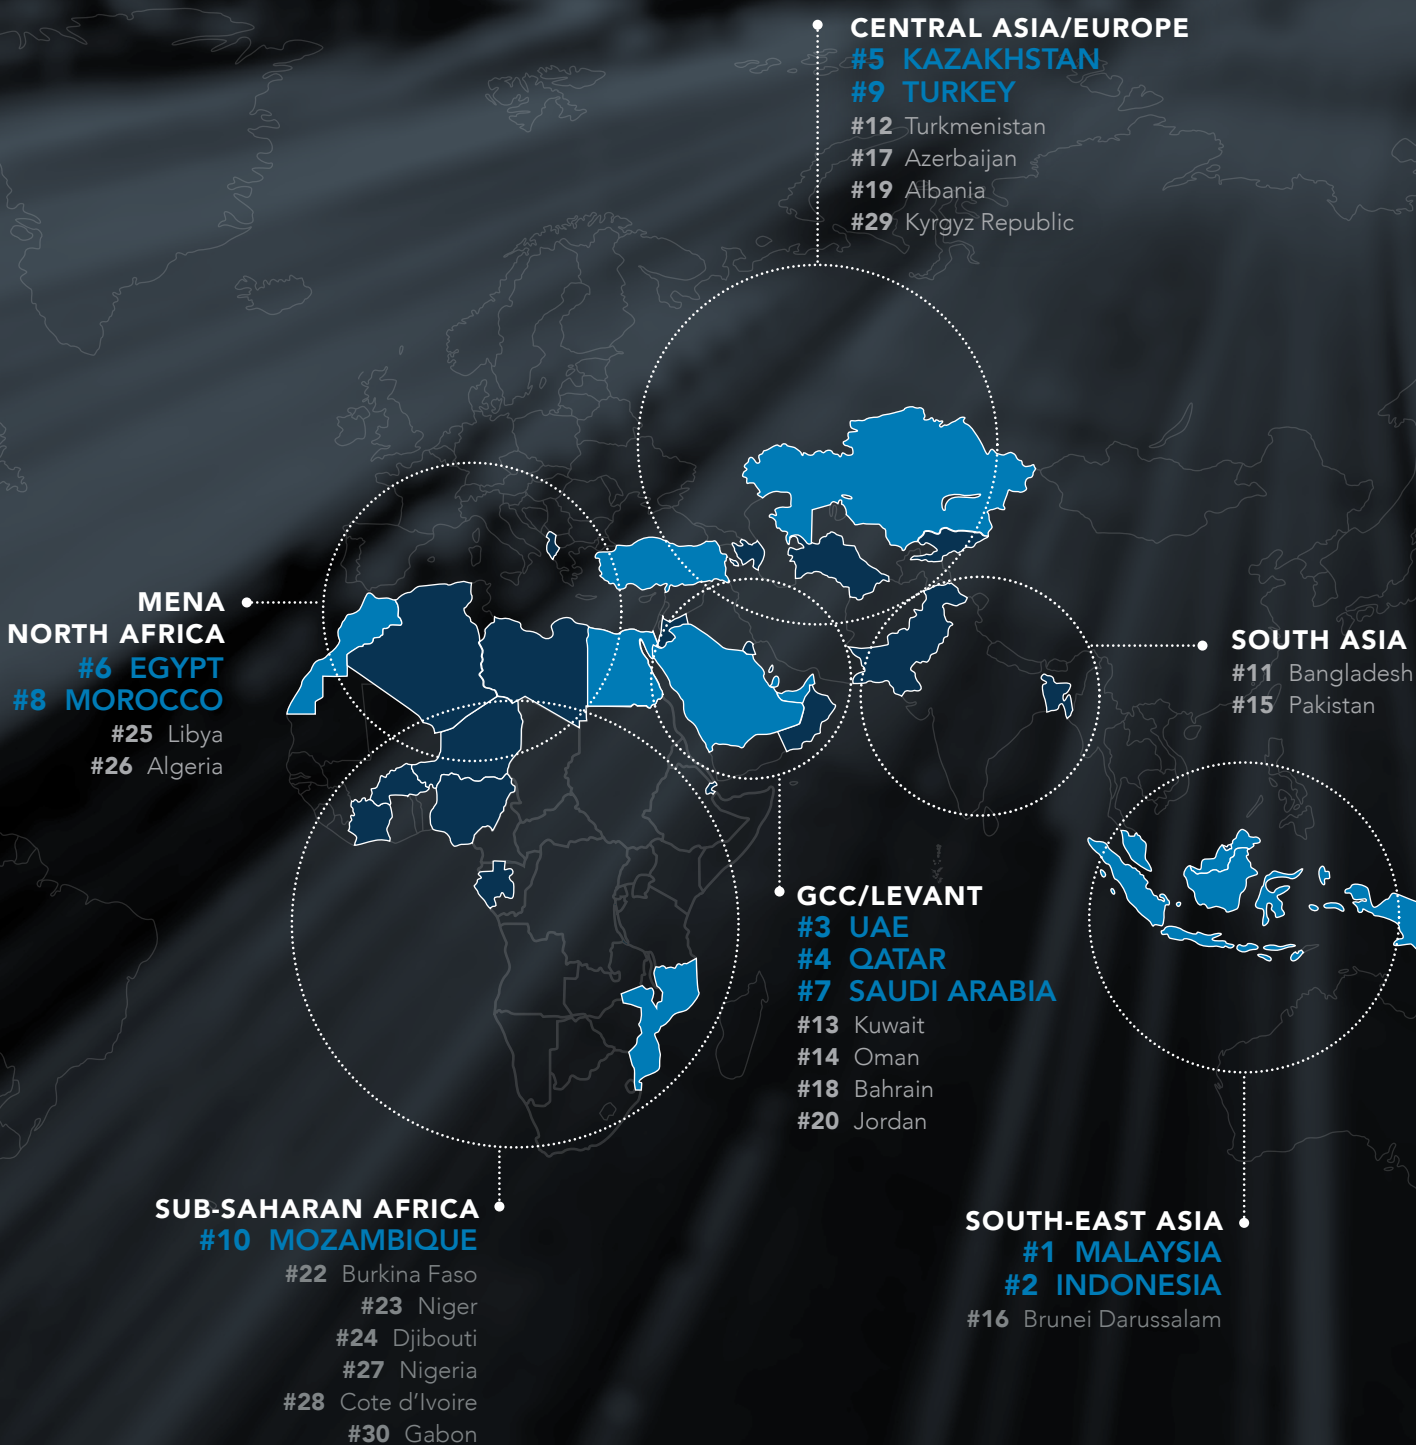 CENTRAL ASIA/EUROPE
#5 KAZAKHSTAN
#9 TURKEY
#12 Turkmenistan
#17 Azerbaijan
#19 Albania
#29 Kyrgyz Republic
MENA
NORTH AFRICA
#6 EGYPT
#8 MOROCCO
#25 Libya
#26 Algeria
SOUTH ASIA
#11 Bangladesh
#15 Pakistan
GCC/LEVANT
#3 UAE
#4 QATAR
#7 SAUDI ARABIA
#13 Kuwait
#14 Oman
#18 Bahrain
#20 Jordan
SUB-SAHARAN AFRICA
#10 MOZAMBIQUE
#22 Burkina Faso
#23 Niger
#24 Djibouti
#27 Nigeria
#28 Cote d’Ivoire
#30 Gabon
SOUTH-EAST ASIA
#1 MALAYSIA
#2 INDONESIA
#16 Brunei Darussalam